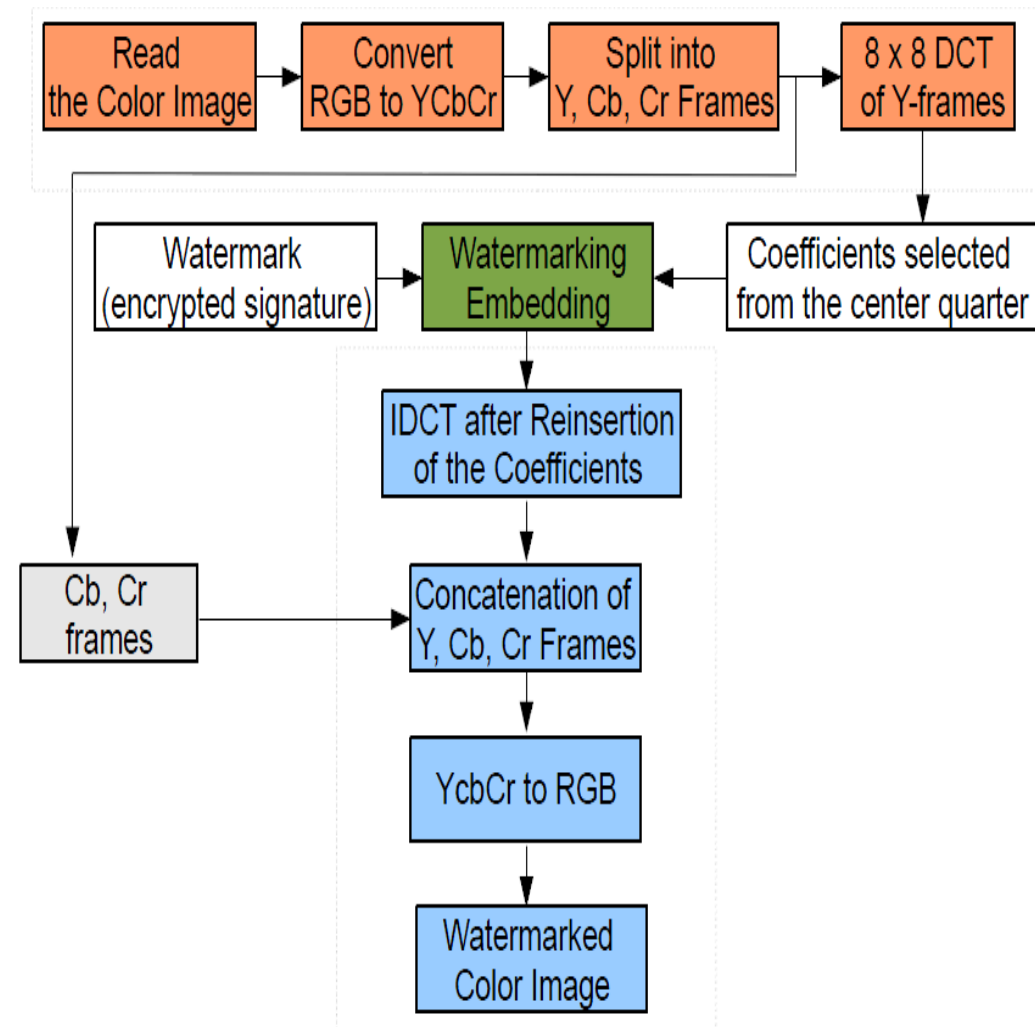 Read
the Color Image
Convert
RGB to YCbCr
Split into
Y, Cb, Cr Frames
8 x 8 DCT
of Y-frames
Watermark
(encrypted signature)
Watermarking
Embedding
Coefficients selected
from the center quarter
IDCT after Reinsertion
of the Coefficients
Cb, Cr
frames
Concatenation of
Y, Cb, Cr Frames
YcbCr to RGB
Watermarked
Color Image